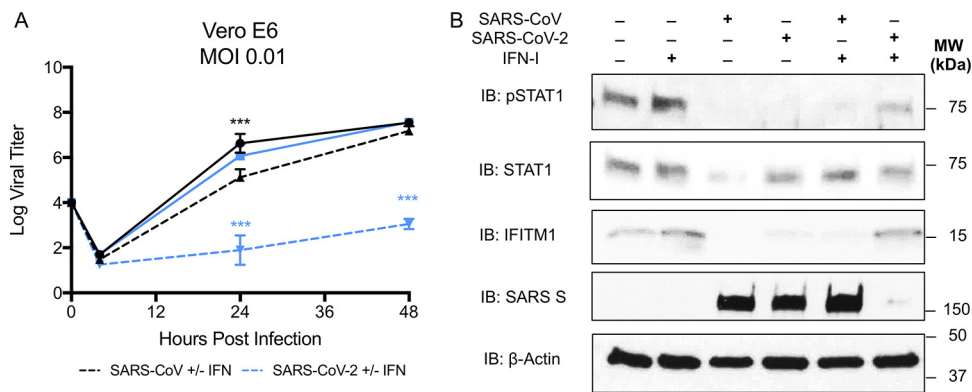 A
Vero E6
MOI 0.01
Log Viral Titer
10
8
6
4
2
0
***
***
***
0 12 24 36 48
Hours Post Infection
SARS-CoV +/- IFN SARS-CoV-2 +/- IFN
B
SARS-CoV – – + – + –
SARS-CoV-2 – – – + – +
IFN-I – + – – + +
MW
(kDa)
IB: pSTAT1
75
IB: STAT1
75
IB: IFITM1
15
IB: SARS S
150
IB: β-Actin
50
37